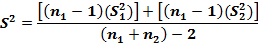 S² = [(n₁ − 1)(S₁²)] + [(n₁ − 1)(S₂²)] / (n₁ + n₂) − 2